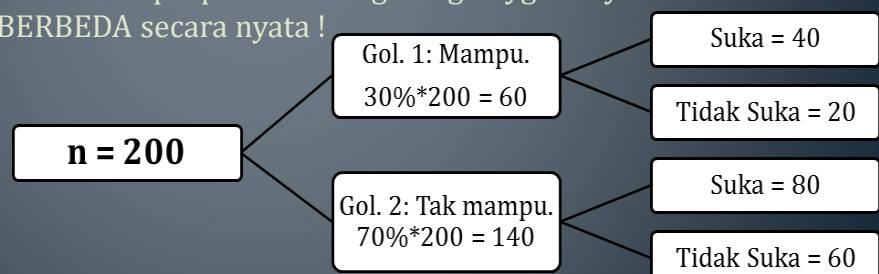 BERBEDA secara nyata !
Gol. 1: Mampu.
30%*200 = 60
Suka = 40
Tidak Suka = 20
n = 200
Gol. 2: Tak mampu.
70%*200 = 140
Suka = 80
Tidak Suka = 60